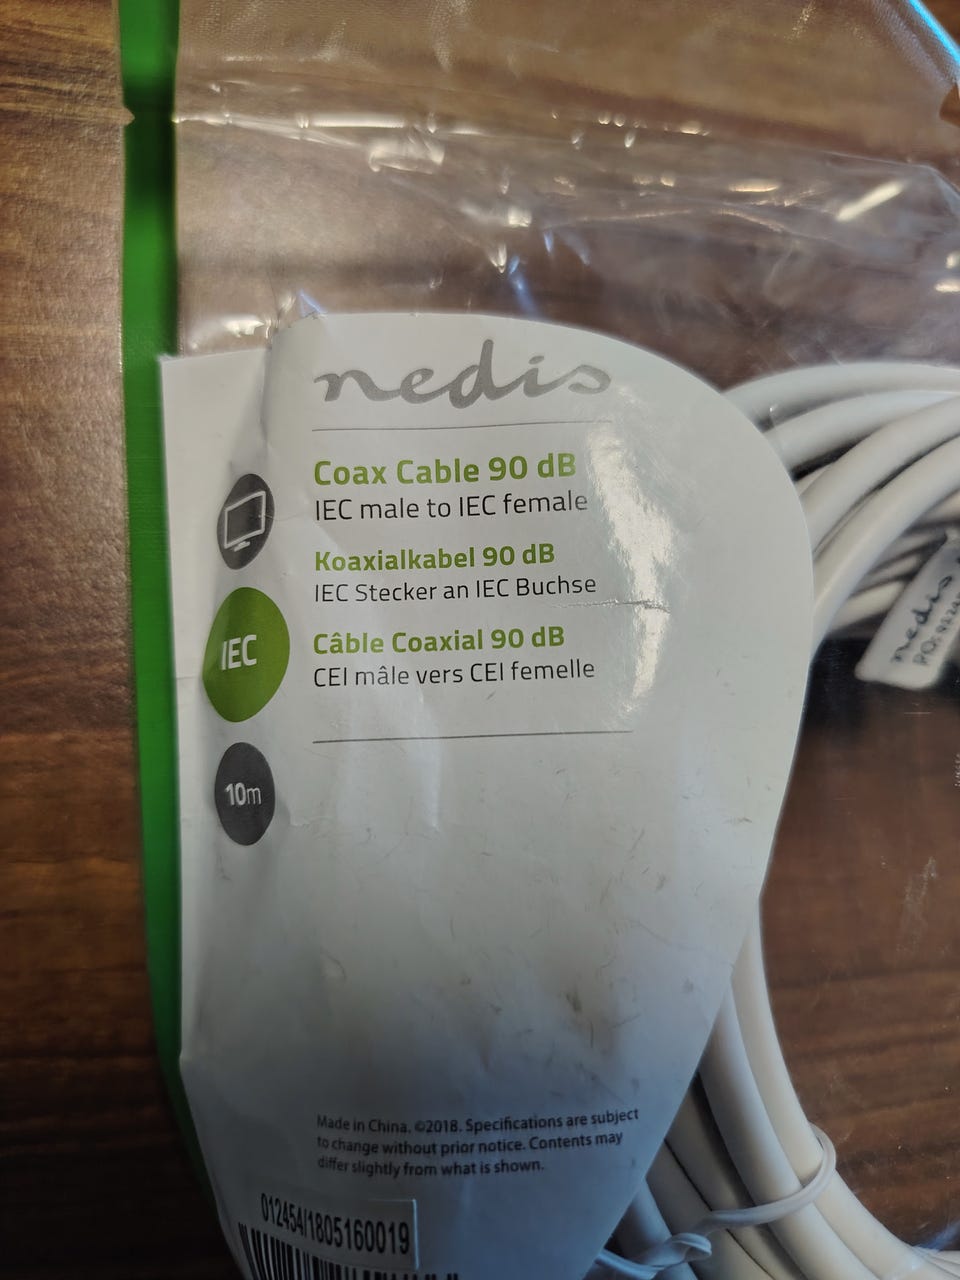 nedis
Coax Cable 90 dB
IEC male to IEC female
Koaxialkabel 90 dB
IEC Stecker an IEC Buchse
IEC
Câble Coaxial 90 dB
CEI mâle vers CEI femelle
10m
nedis
Made in China. ©2018. Specifications are subject
to change without prior notice. Contents may
differ slightly from what is shown.
012454/1805160019